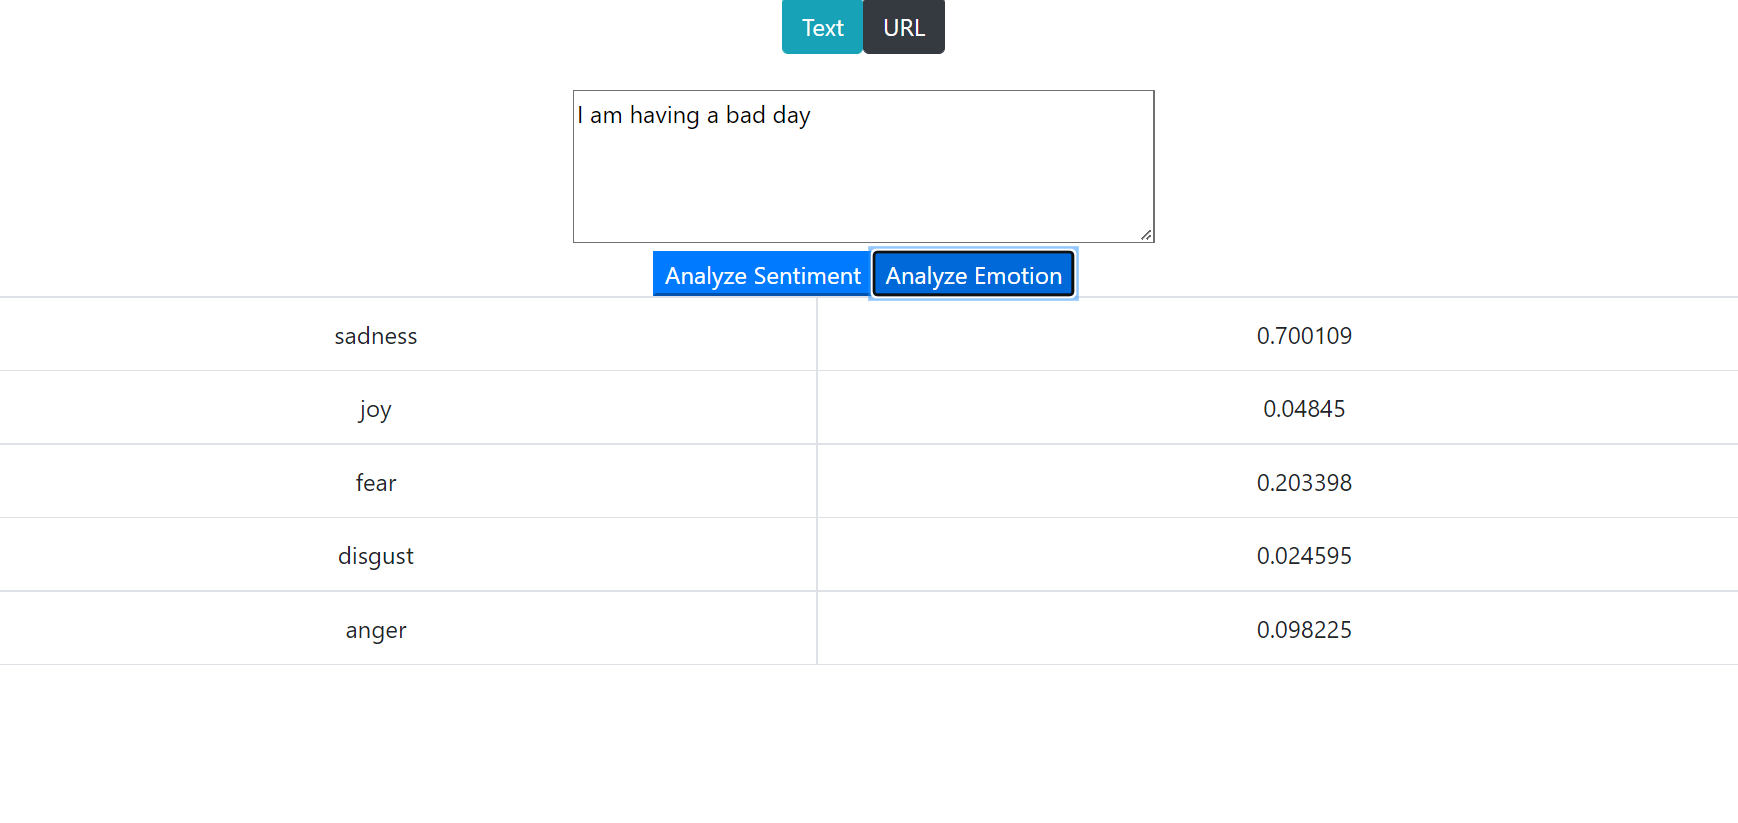 Text URL
I am having a bad day
Analyze Sentiment Analyze Emotion
sadness 0.700109
joy 0.04845
fear 0.203398
disgust 0.024595
anger 0.098225